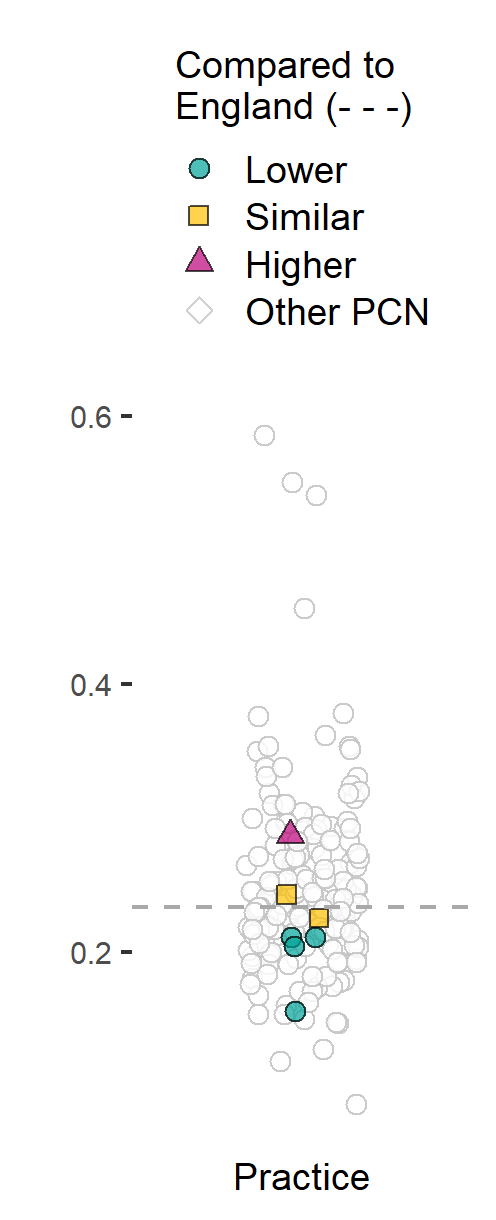 Compared to
England (- - -)
Lower
Similar
Higher
Other PCN
0.6
0.4
0.2
Practice